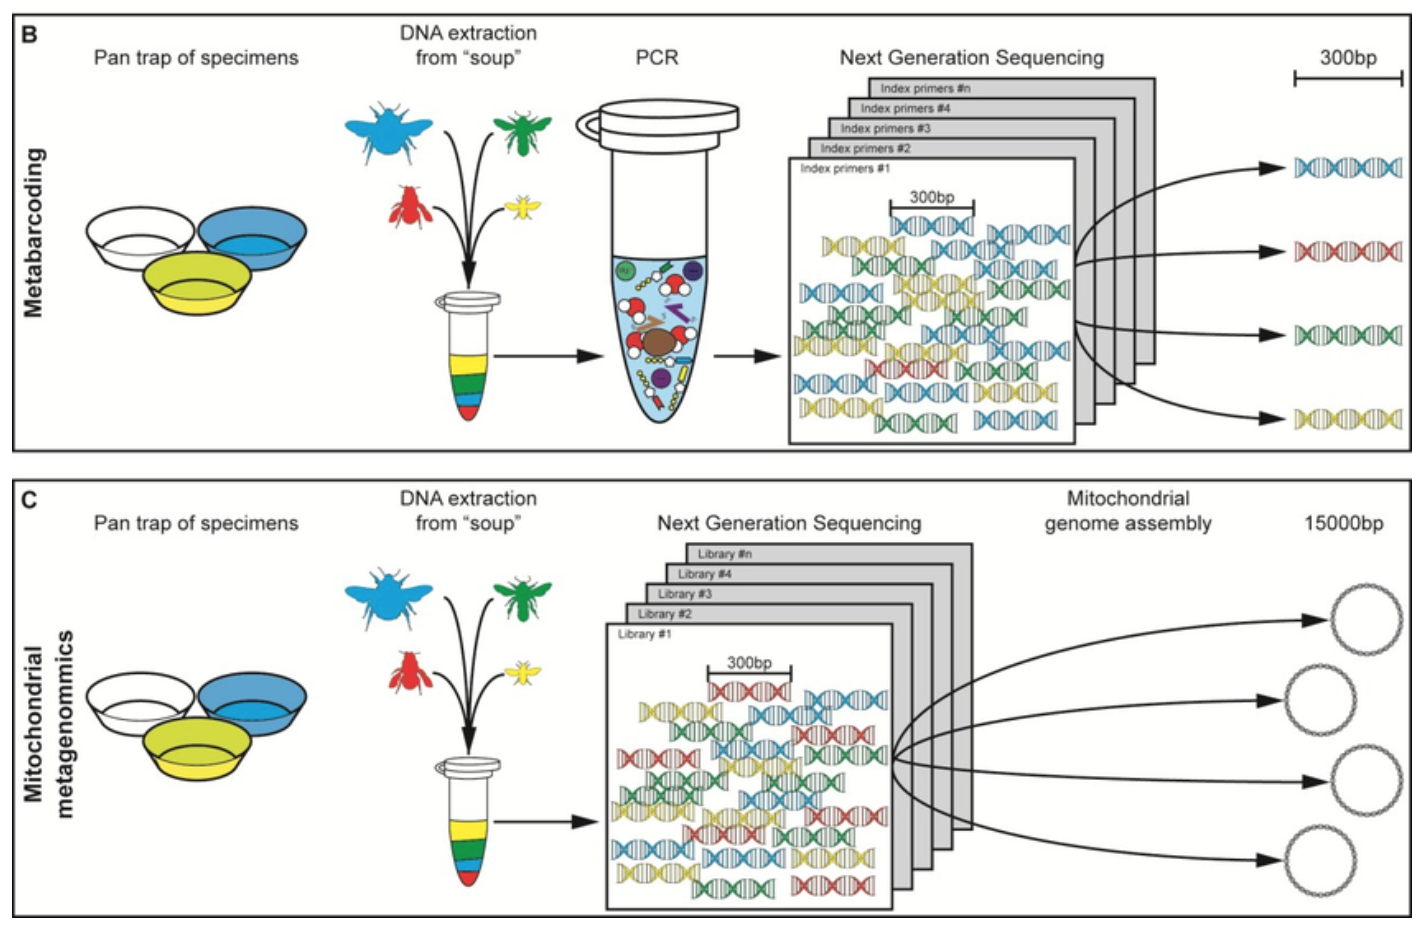 B
Metabarcoding
Pan trap of specimens
DNA extraction
from “soup”
PCR
Next Generation Sequencing
300bp
Index primers #n
Index primers #4
Index primers #3
Index primers #2
Index primers #1
300bp
C
Mitochondrial
metagenommics
Pan trap of specimens
DNA extraction
from “soup”
Next Generation Sequencing
Mitochondrial
genome assembly
15000bp
Library #n
Library #4
Library #3
Library #2
Library #1
300bp